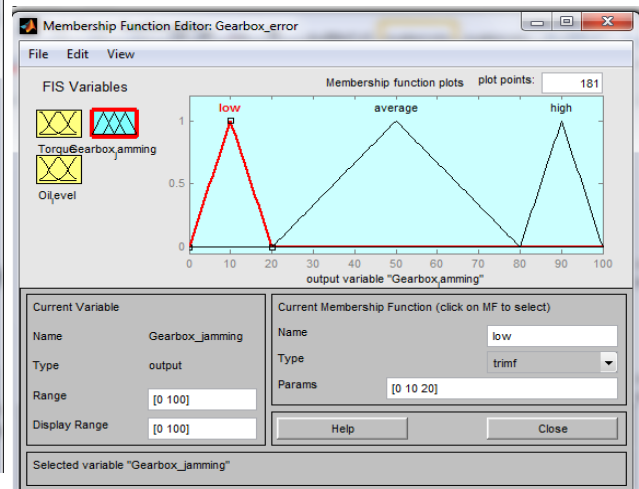 Membership Function Editor: Gearbox_error
File Edit View
FIS Variables
Membership function plots plot points: 181
Torque
Gearbox_jamming
Oil_level
low average high
1
0.5
0
0 10 20 30 40 50 60 70 80 90 100
output variable "Gearbox_jamming"
Current Variable
Name Gearbox_jamming
Type output
Range [0 100]
Display Range [0 100]
Current Membership Function (click on MF to select)
Name low
Type trimf
Params [0 10 20]
Help Close
Selected variable "Gearbox_jamming"